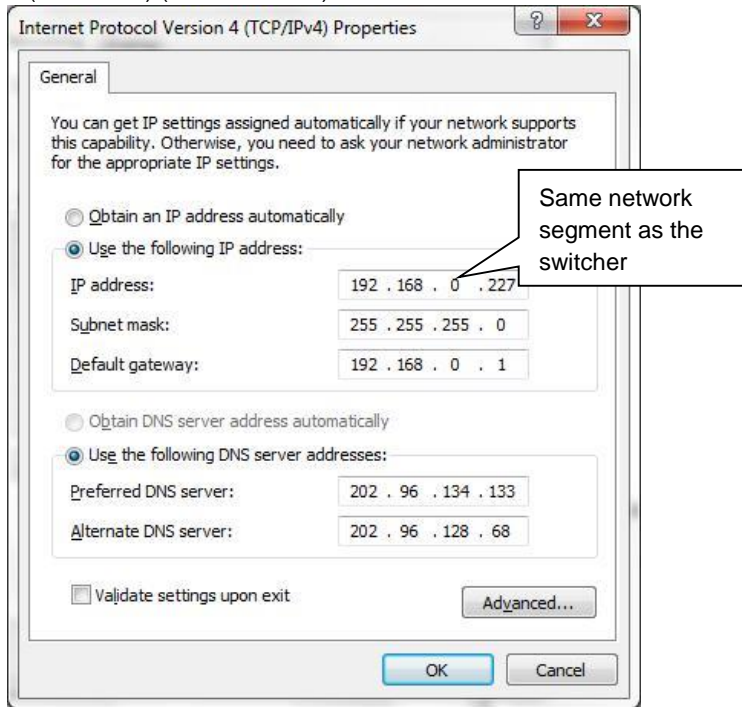 Internet Protocol Version 4 (TCP/IPv4) Properties
General
You can get IP settings assigned automatically if your network supports
this capability. Otherwise, you need to ask your network administrator
for the appropriate IP settings.
Same network
segment as the
switcher
Obtain an IP address automatically
Use the following IP address:
IP address: 192 . 168 . 0 . 227
Subnet mask: 255 . 255 . 255 . 0
Default gateway: 192 . 168 . 0 . 1
Obtain DNS server address automatically
Use the following DNS server addresses:
Preferred DNS server: 202 . 96 . 134 . 133
Alternate DNS server: 202 . 96 . 128 . 68
Validate settings upon exit
Advanced...
OK Cancel